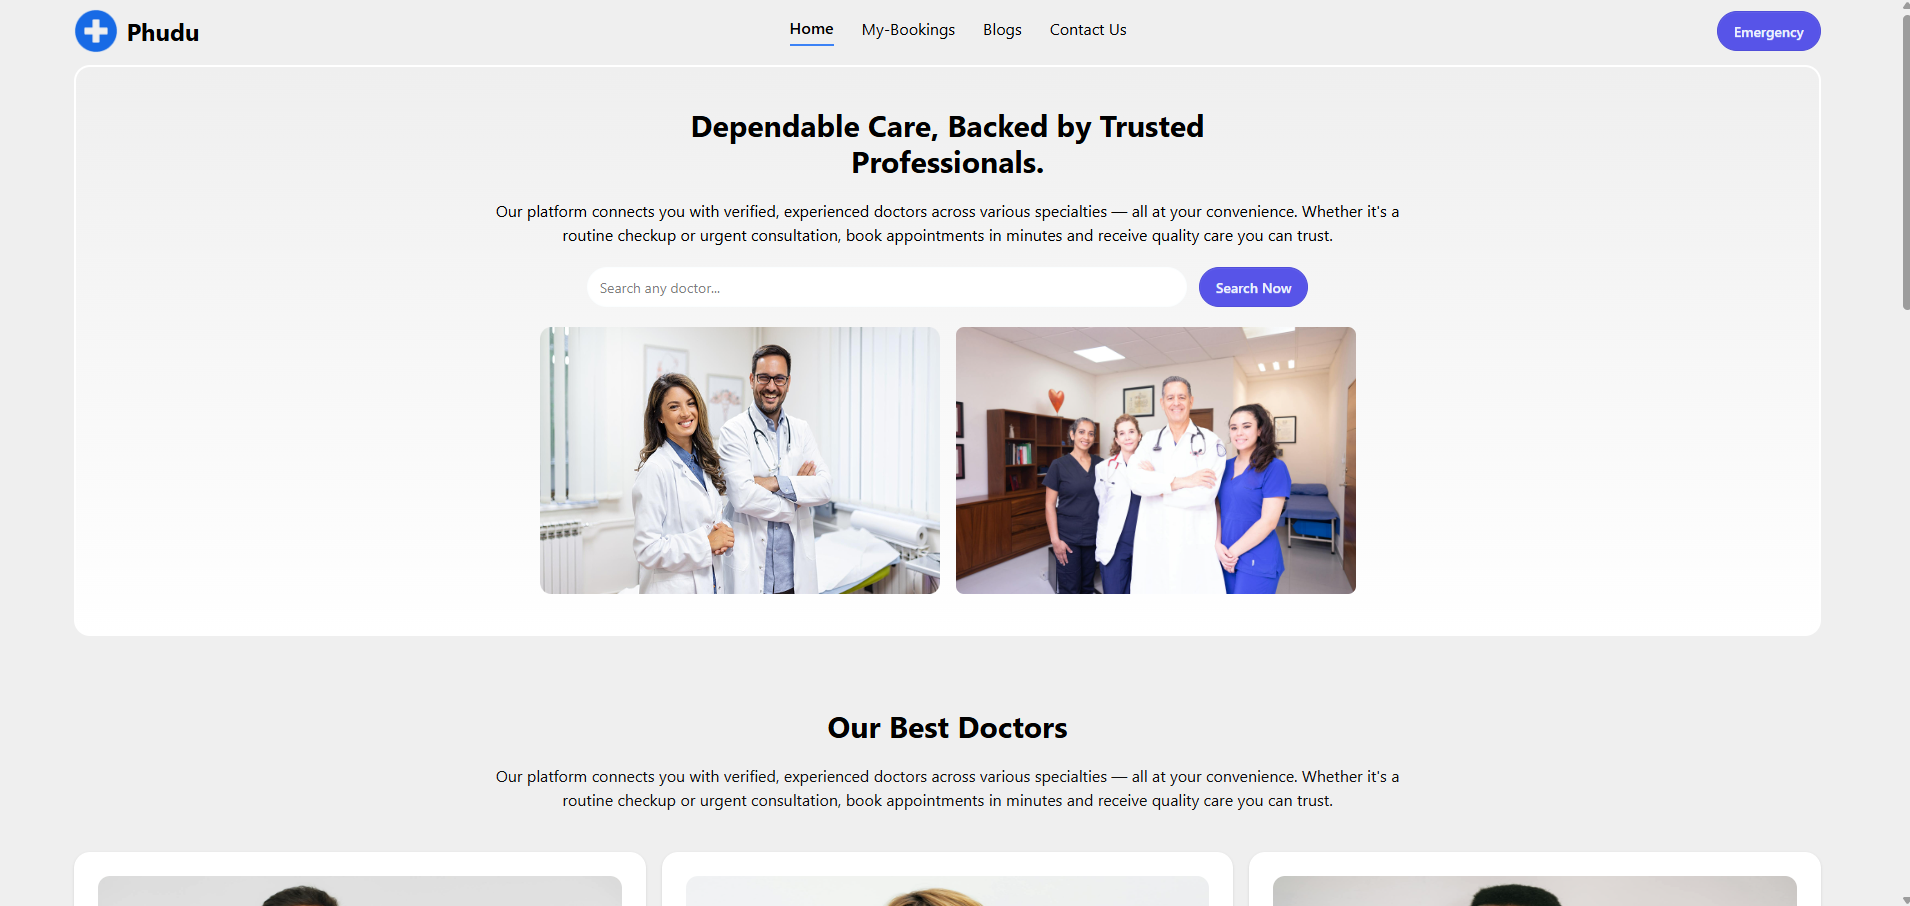 Phudu
Home
My-Bookings
Blogs
Contact Us
Emergency
Dependable Care, Backed by Trusted
Professionals.
Our platform connects you with verified, experienced doctors across various specialties — all at your convenience. Whether it's a
routine checkup or urgent consultation, book appointments in minutes and receive quality care you can trust.
Search any doctor...
Search Now
Our Best Doctors
Our platform connects you with verified, experienced doctors across various specialties — all at your convenience. Whether it's a
routine checkup or urgent consultation, book appointments in minutes and receive quality care you can trust.